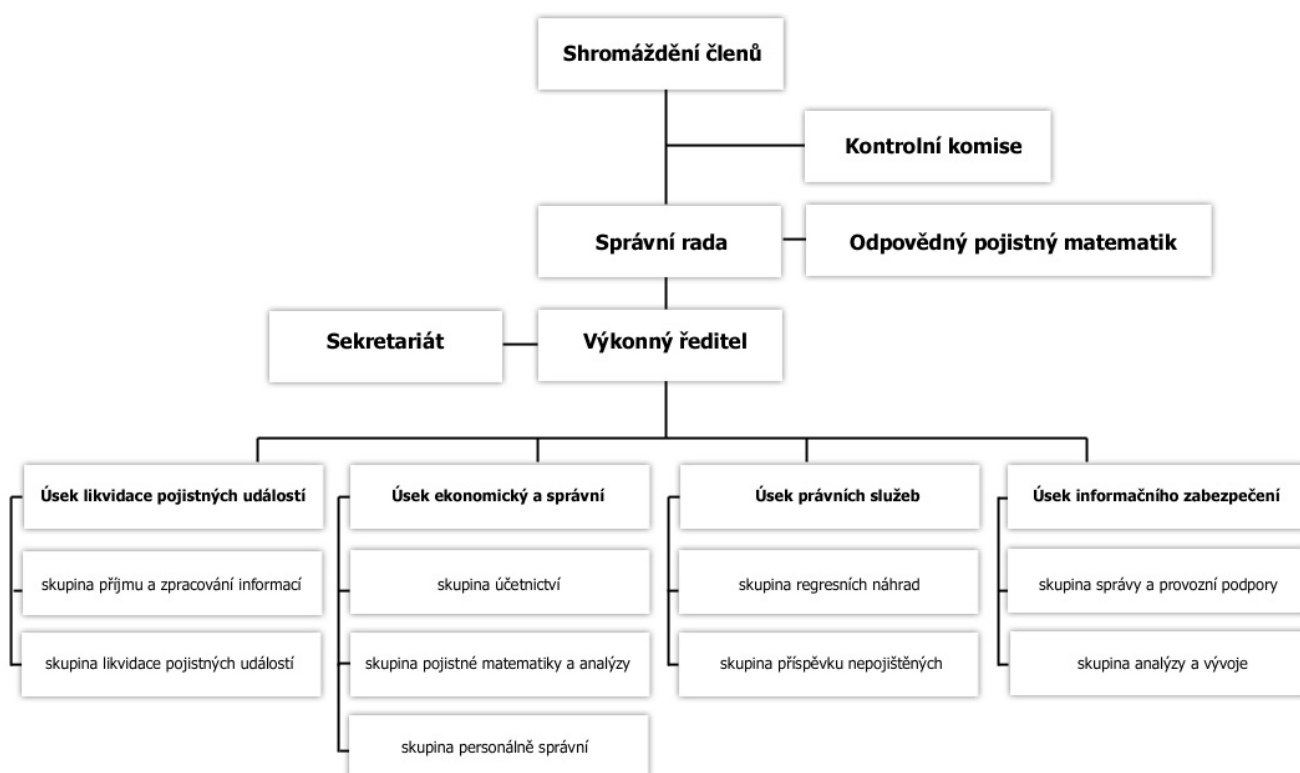 Shromáždění členů
Kontrolní komise
Správní rada
Odpovědný pojistný matematik
Sekretariát
Výkonný ředitel
Úsek likvidace pojistných událostí
Úsek ekonomický a správní
Úsek právních služeb
Úsek informačního zabezpečení
skupina příjmu a zpracování informací
skupina účetnictví
skupina regresních náhrad
skupina správy a provozní podpory
skupina likvidace pojistných událostí
skupina pojistné matematiky a analýzy
skupina příspěvku nepojištěných
skupina analýzy a vývoje
skupina personálně správní